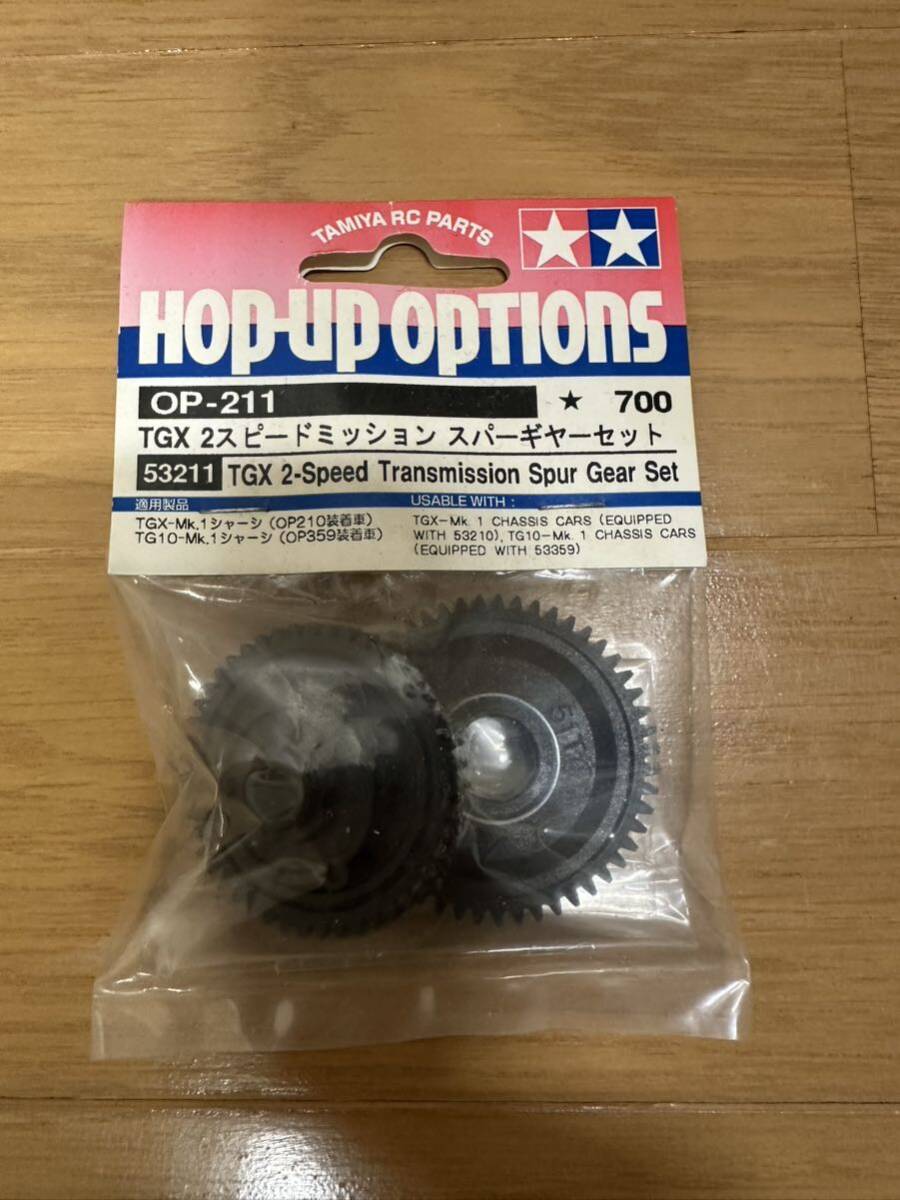 TAMIYA RC PARTS
HOP-UP OPTIONS
OP-211 ★ 700
TGX 2スピードミッション スパーギヤーセット
53211 TGX 2-Speed Transmission Spur Gear Set
適用製品
TGX-Mk.1シャーシ (OP210装着車)
TG10-Mk.1シャーシ (OP359装着車)
USABLE WITH :
TGX-Mk. 1 CHASSIS CARS (EQUIPPED
WITH 53210), TG10-Mk. 1 CHASSIS CARS
(EQUIPPED WITH 53359)
51T